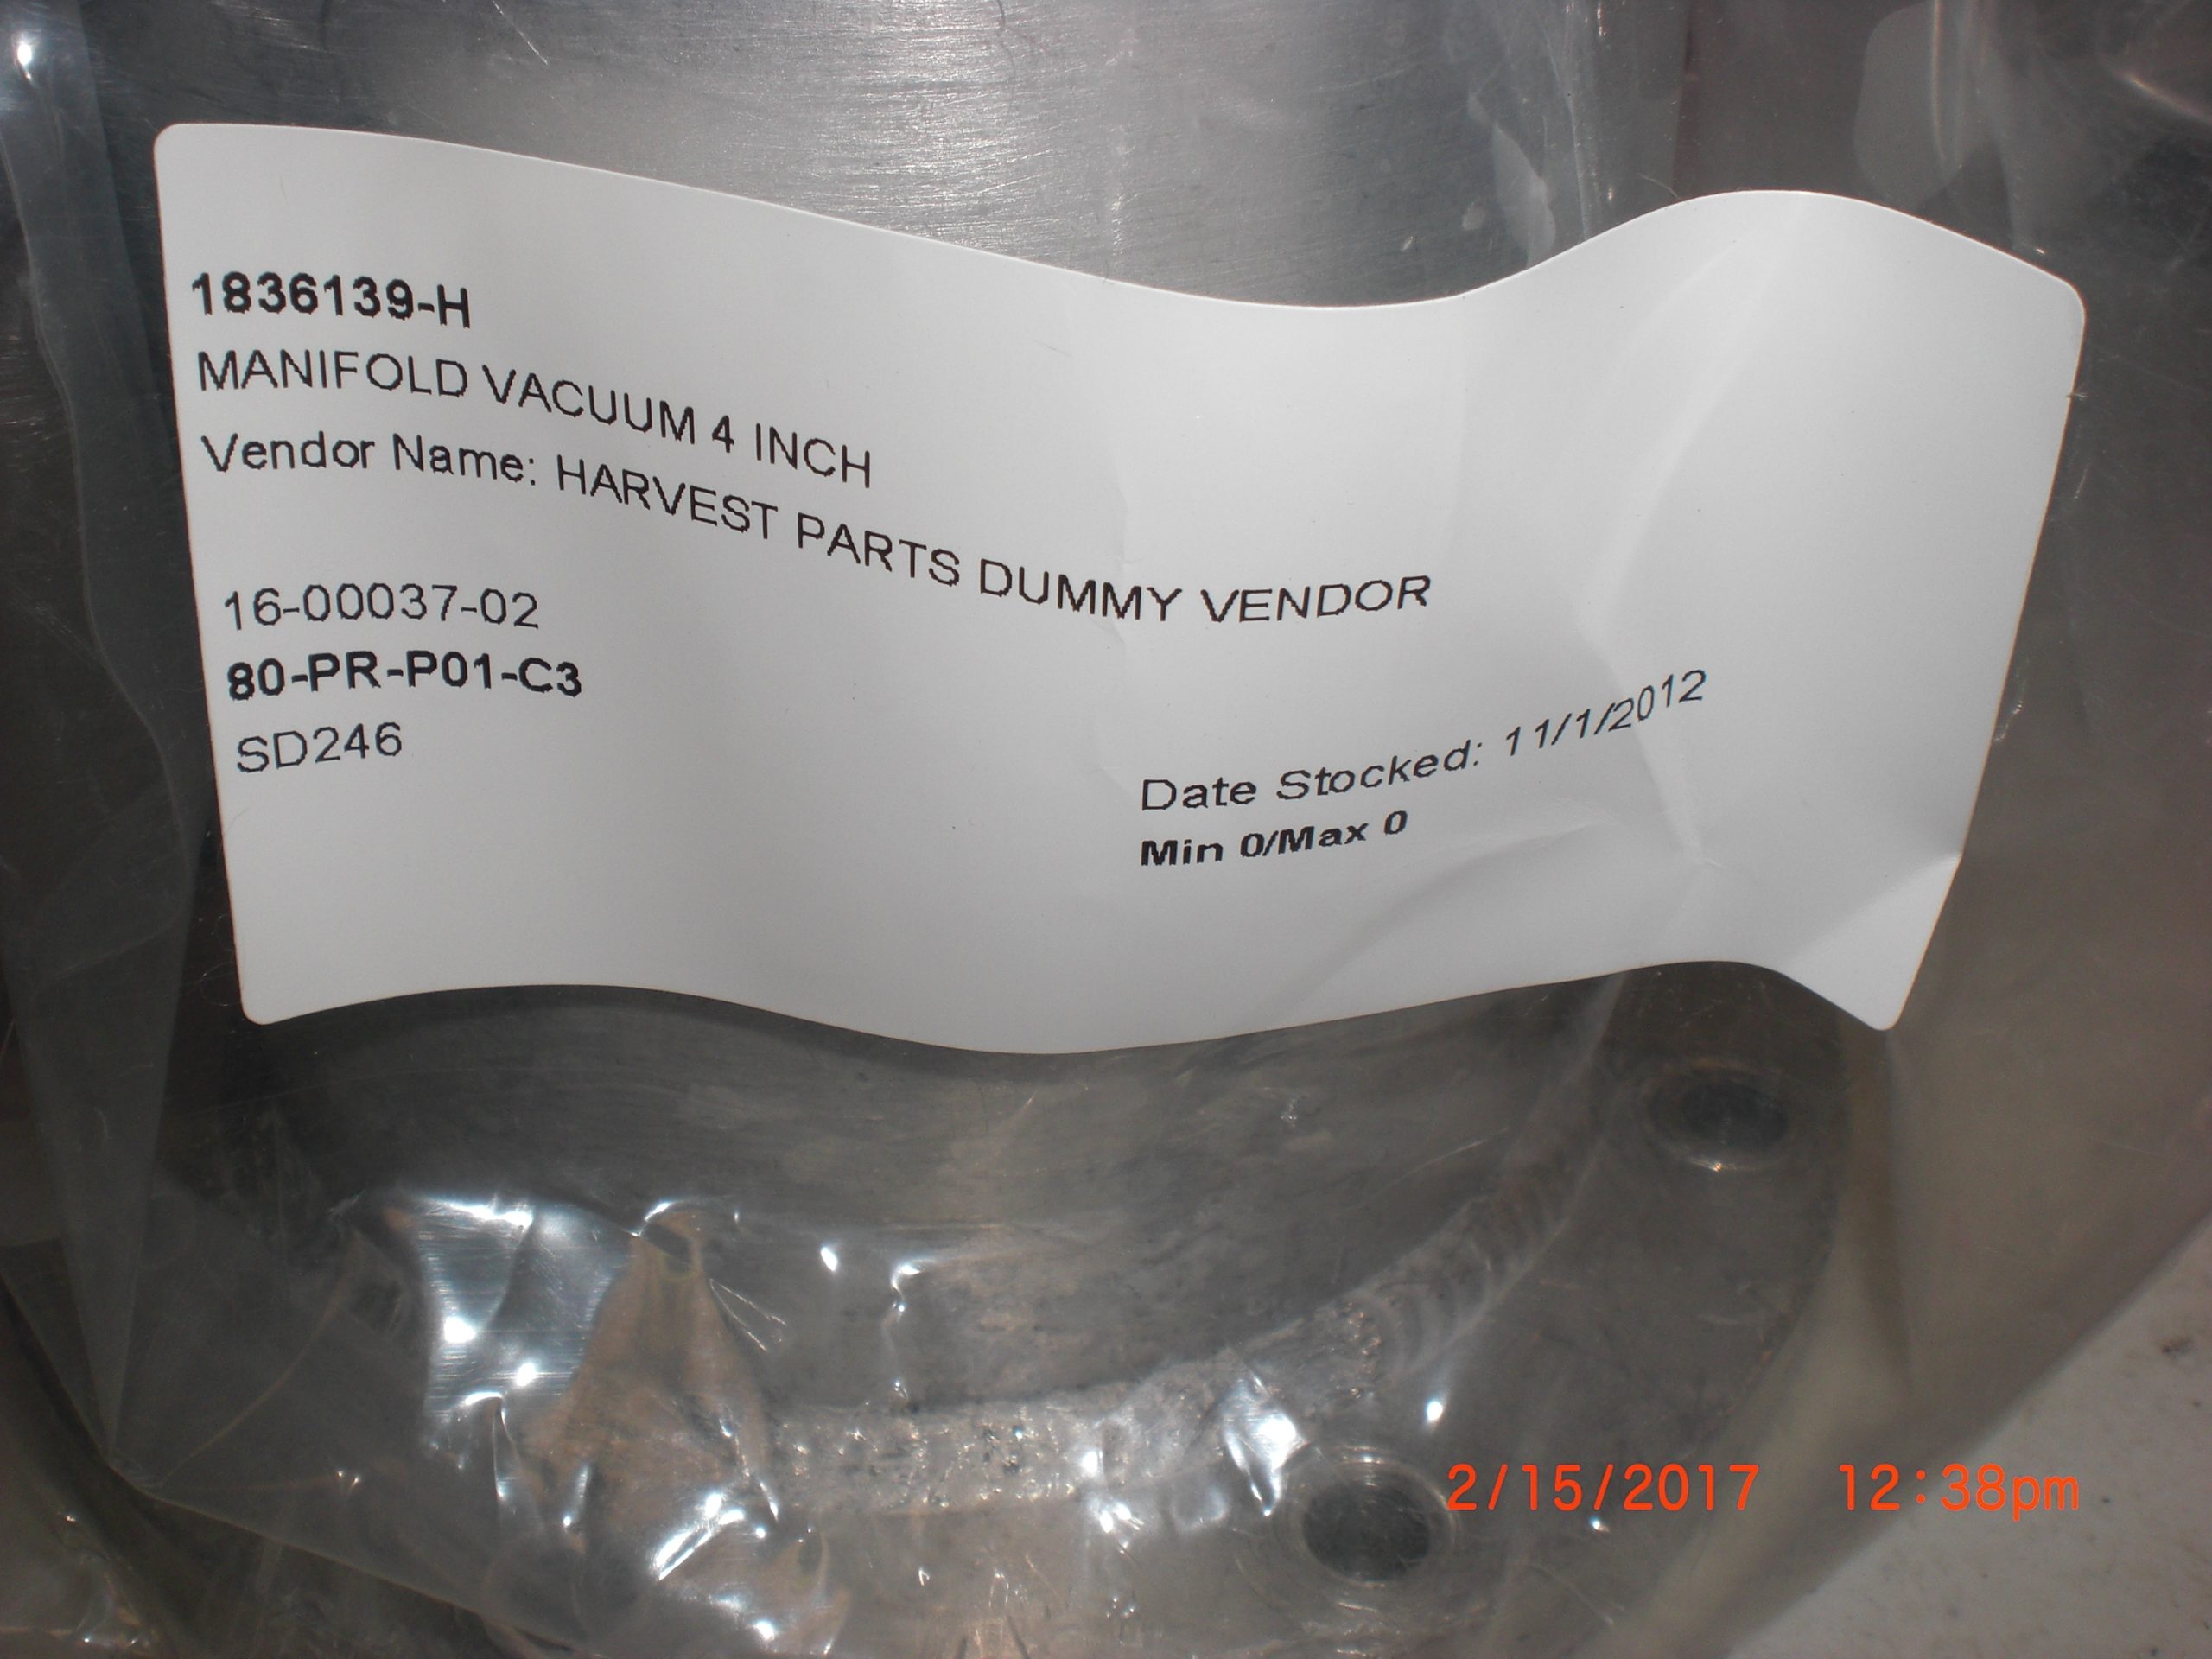 1836139-H
MANIFOLD VACUUM 4 INCH
Vendor Name: HARVEST PARTS DUMMY VENDOR
16-00037-02
80-PR-P01-C3
SD246
Date Stocked: 11/1/2012
Min 0/Max 0
2/15/2017 12:38pm